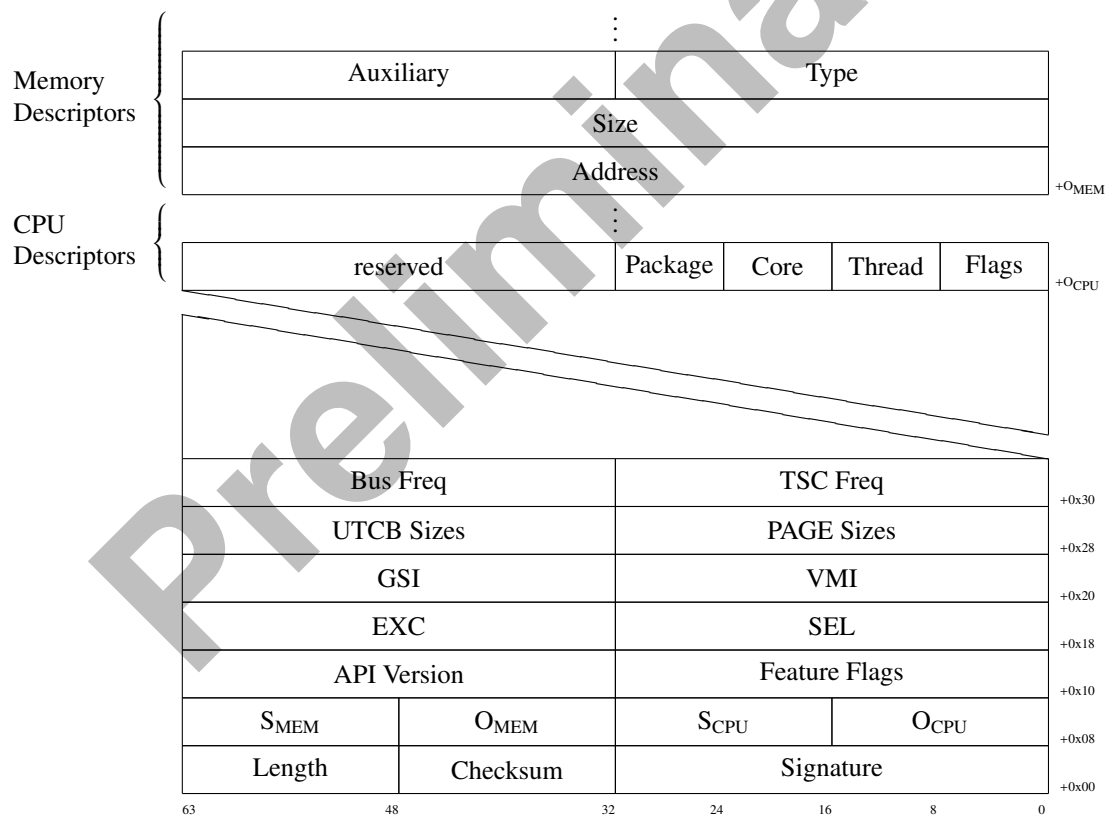 ⋮
Memory Descriptors
Auxiliary Type
Size
Address +O_MEM
CPU Descriptors
⋮
reserved Package Core Thread Flags +O_CPU
Bus Freq TSC Freq +0x30
UTCB Sizes PAGE Sizes +0x28
GSI VMI +0x20
EXC SEL +0x18
API Version Feature Flags +0x10
S_MEM O_MEM S_CPU O_CPU +0x08
Length Checksum Signature +0x00
63 48 32 24 16 8 0
Prelimina